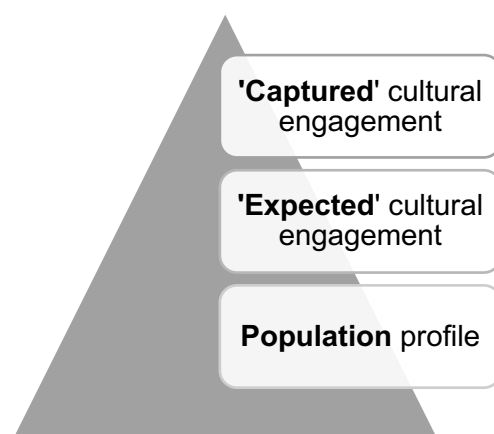 'Captured' cultural
engagement
'Expected' cultural
engagement
Population profile